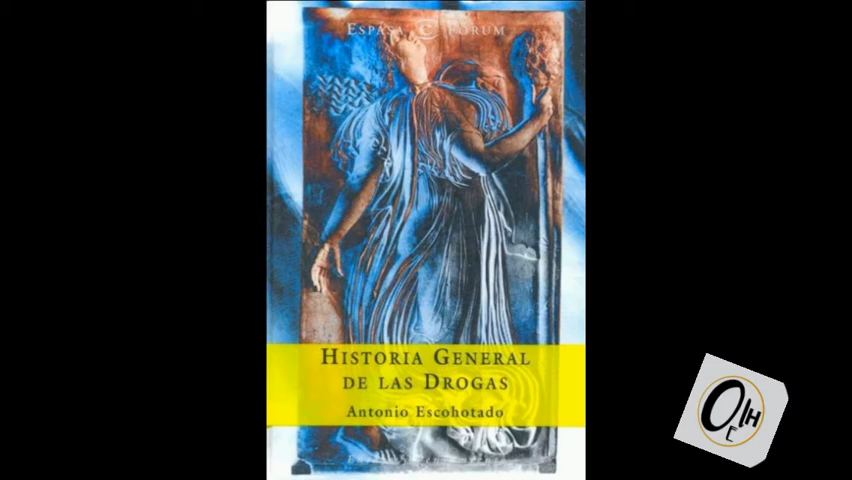 ESPASA C FORUM
HISTORIA GENERAL
DE LAS DROGAS
Antonio Escohotado